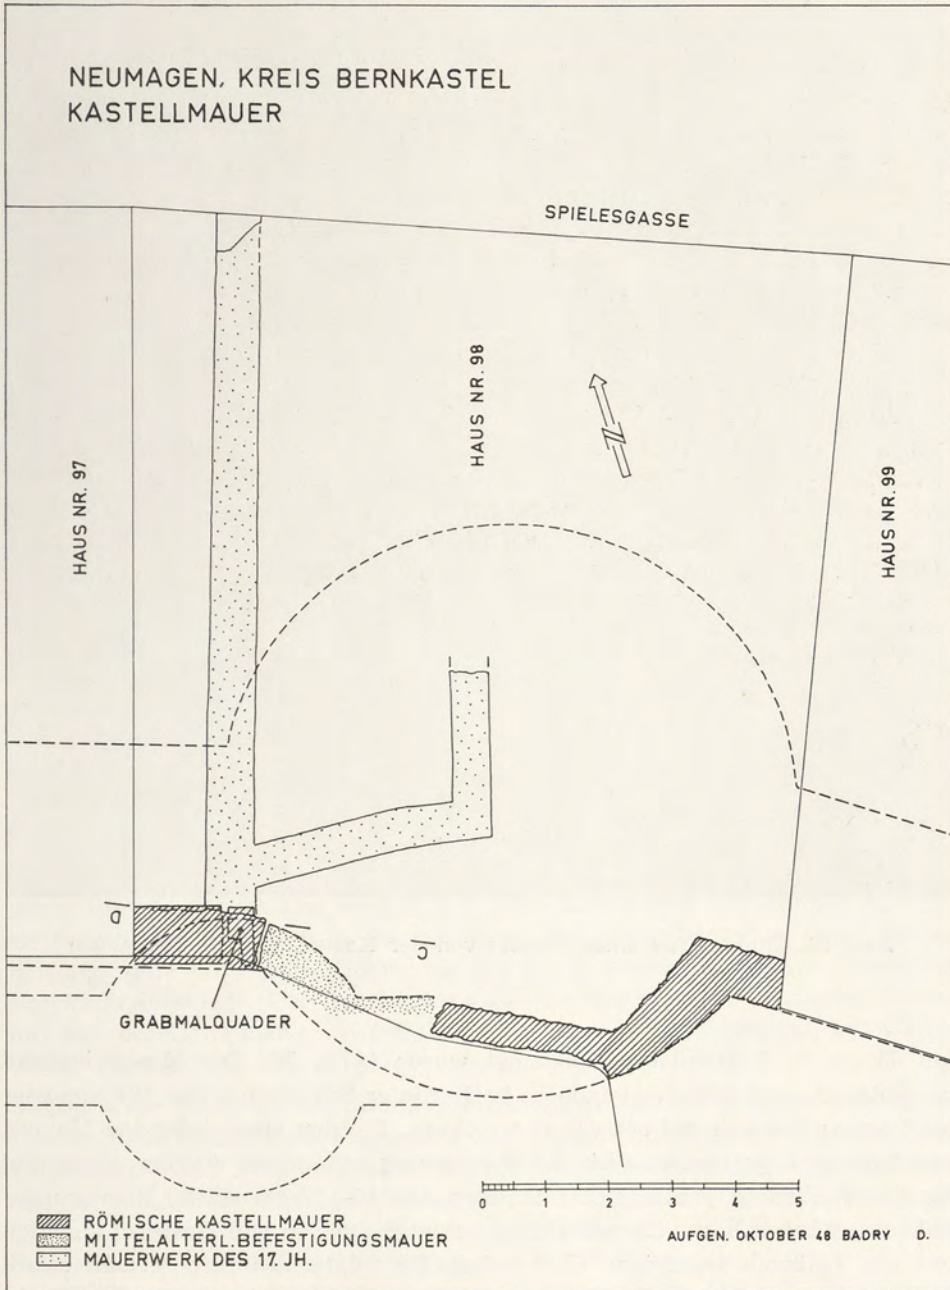 NEUMAGEN, KREIS BERNKASTEL
KASTELLMAUER
SPIELESGASSE
HAUS NR. 97
HAUS NR. 98
HAUS NR. 99
GRABMALQUADER
0 1 2 3 4 5
RÖMISCHE KASTELLMAUER
MITTELALTERL. BEFESTIGUNGSMAUER
MAUERWERK DES 17. JH.
AUFGEN. OKTOBER 48 BADRY D.